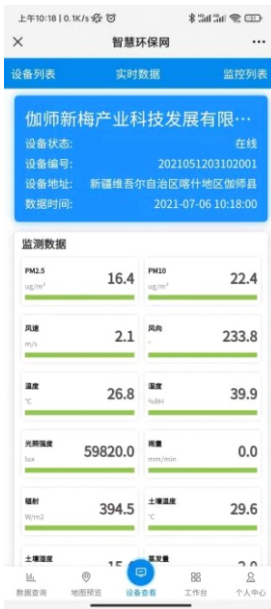 上午10:18 | 0.1K/s
× 智慧环保网 ···
设备列表 实时数据 监控列表
伽师新梅产业科技发展有限···
设备状态: 在线
设备编号: 2021051203102001
设备地址: 新疆维吾尔自治区喀什地区伽师县
数据时间: 2021-07-06 10:18:00
监测数据
PM2.5 PM10
ug/m³ 16.4 ug/m³ 22.4
风速 风向
m/s 2.1 ° 233.8
温度 湿度
℃ 26.8 %RH 39.9
光照强度 雨量
lux 59820.0 mm/min 0.0
辐射 土壤温度
W/m2 394.5 ℃ 29.6
土壤湿度 蒸发量
数据查询 地图预览 设备查看 工作台 个人中心